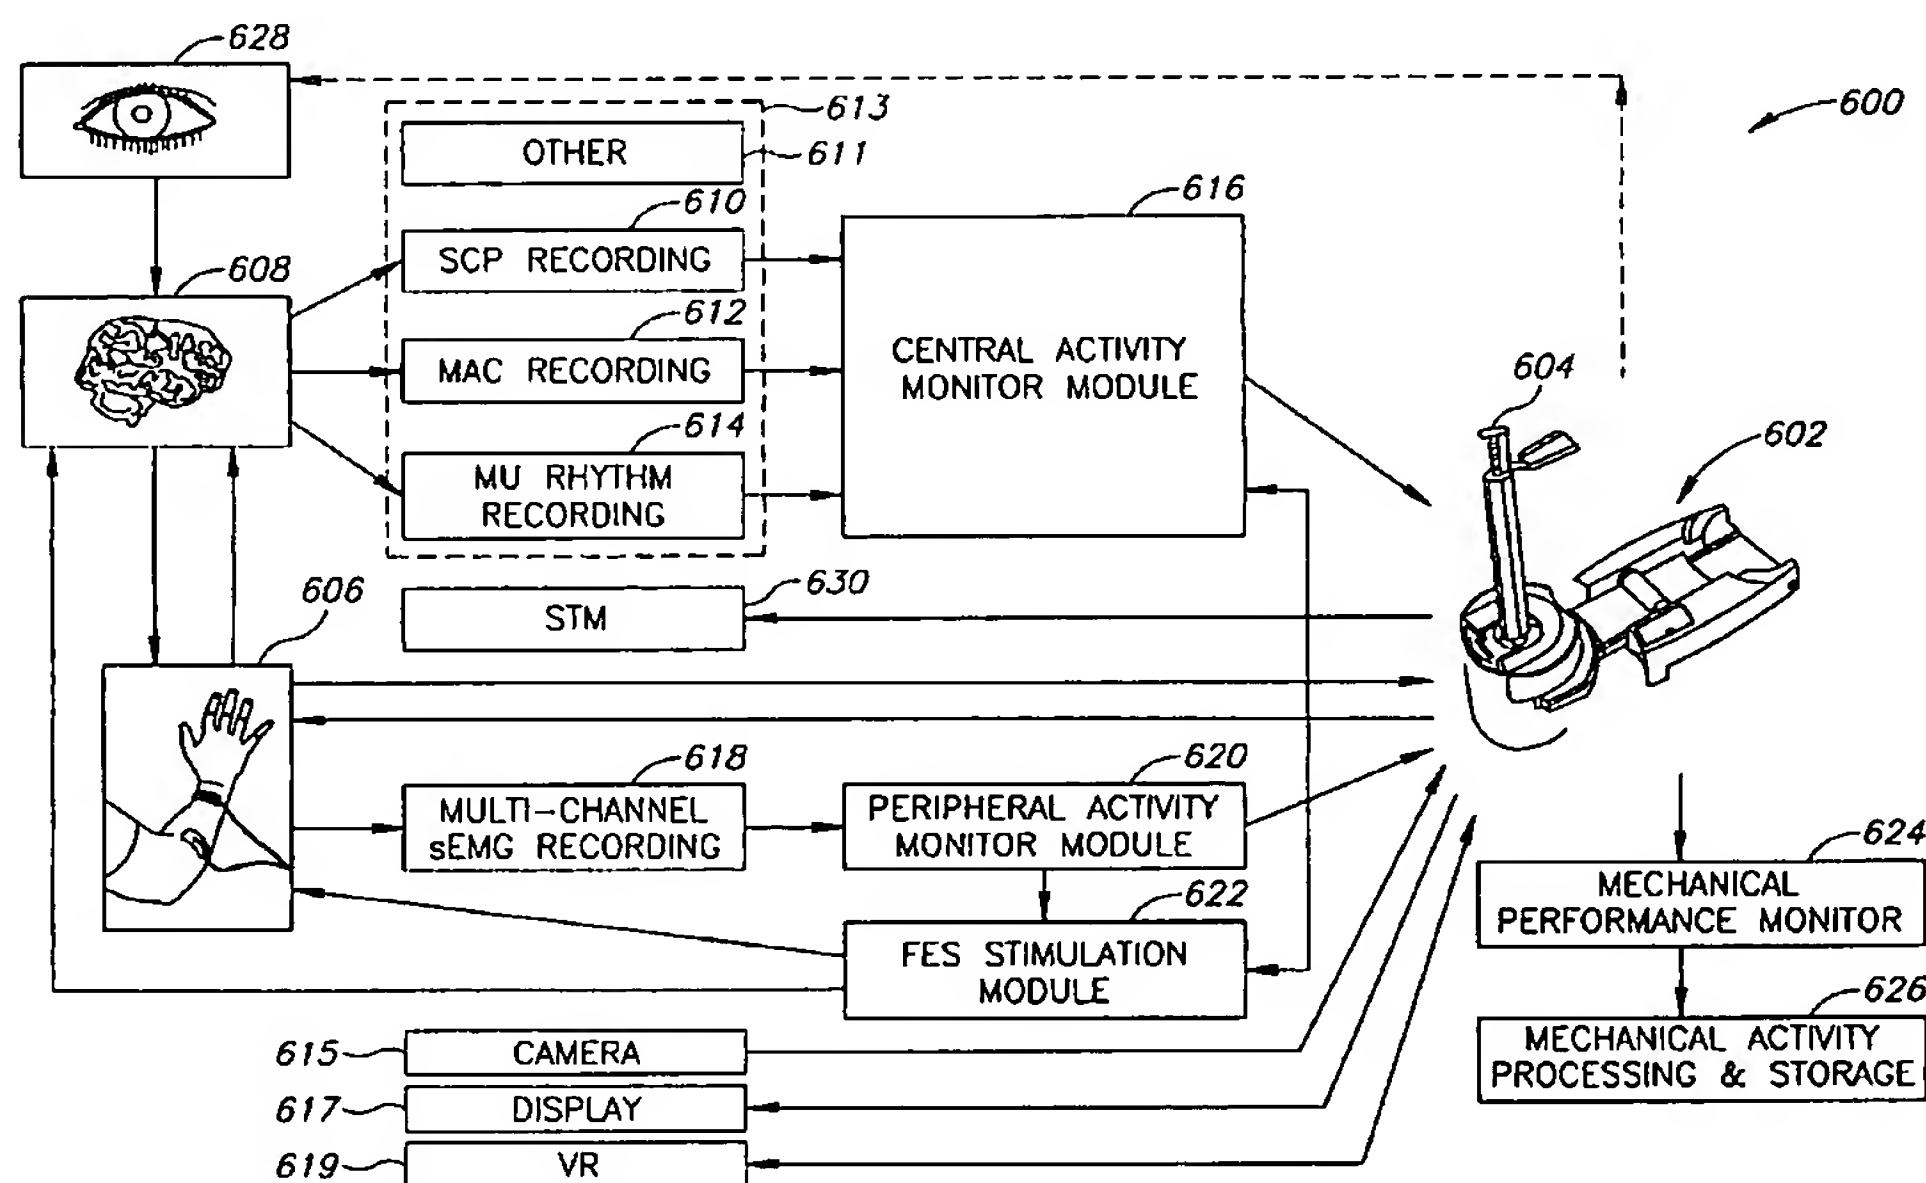 628
613
600
OTHER
611
610
616
SCP RECORDING
608
612
MAC RECORDING
CENTRAL ACTIVITY
MONITOR MODULE
604
614
602
MU RHYTHM
RECORDING
606
630
STM
618
620
MULTI-CHANNEL
sEMG RECORDING
PERIPHERAL ACTIVITY
MONITOR MODULE
624
MECHANICAL
PERFORMANCE MONITOR
622
FES STIMULATION
MODULE
626
MECHANICAL ACTIVITY
PROCESSING & STORAGE
615
CAMERA
617
DISPLAY
619
VR